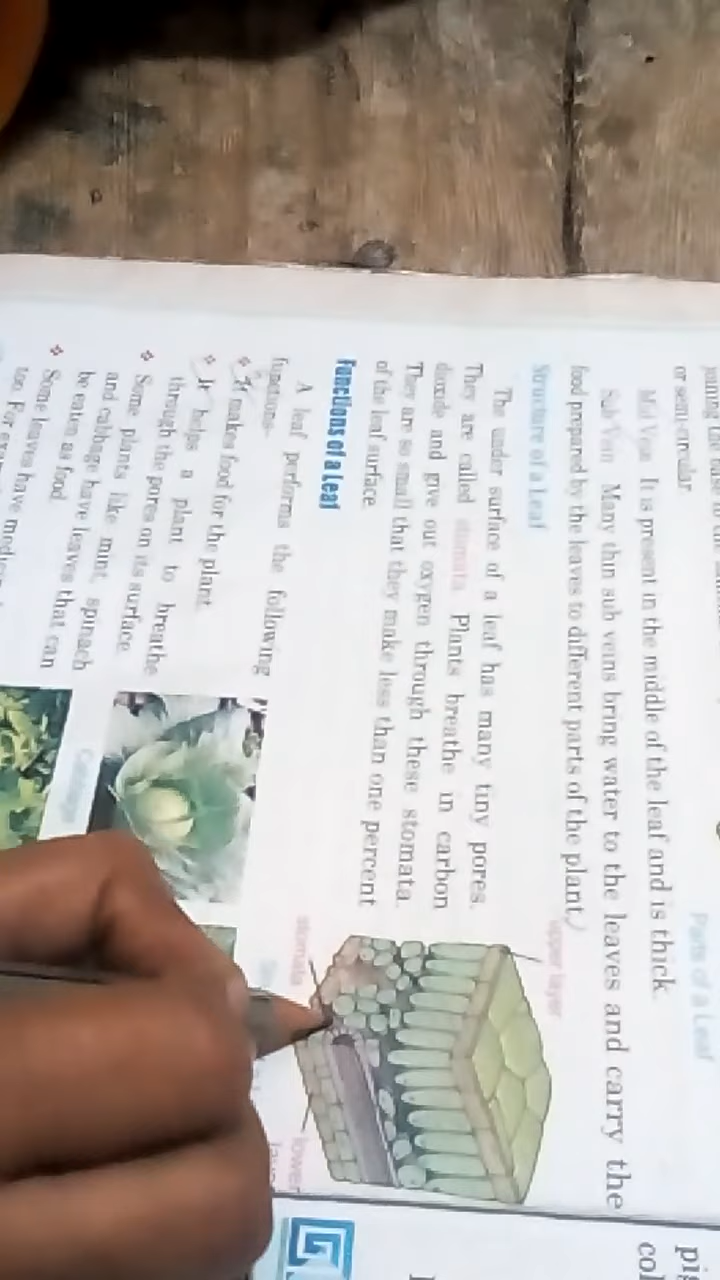 or semi-circular.
Mid Vein It is present in the middle of the leaf and is thick.
Sub Vein Many thin sub veins bring water to the leaves and carry the
food prepared by the leaves to different parts of the plant.
Parts of a Leaf
Structure of a Leaf
The under surface of a leaf has many tiny pores.
They are called stomata. Plants breathe in carbon
dioxide and give out oxygen through these stomata.
They are so small that they make less than one percent
of the leaf surface.
upper layer
stomata
lower
Functions of a Leaf
A leaf performs the following
functions-
It makes food for the plant.
It helps a plant to breathe
through the pores on its surface.
Some plants like mint, spinach
and cabbage have leaves that can
be eaten as food.
Some leaves have
too. For
Cabbage